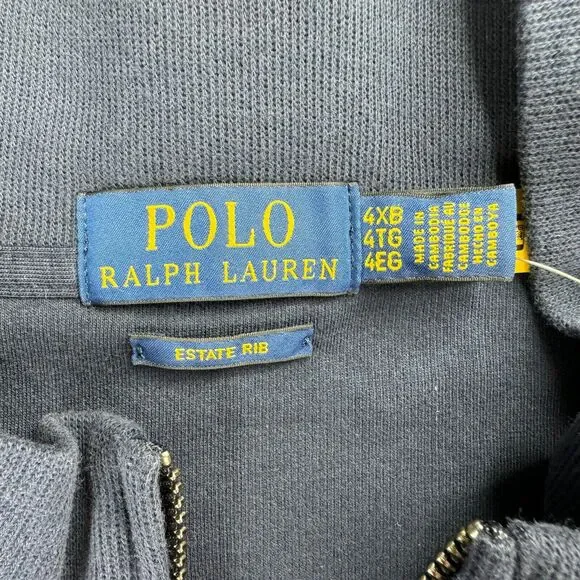 POLO
RALPH LAUREN
4XB
4TG
4EG
MADE IN
CAMBODIA
FABRIQUÉ AU
CAMBODGE
HECHO EN
CAMBOYA
ESTATE RIB